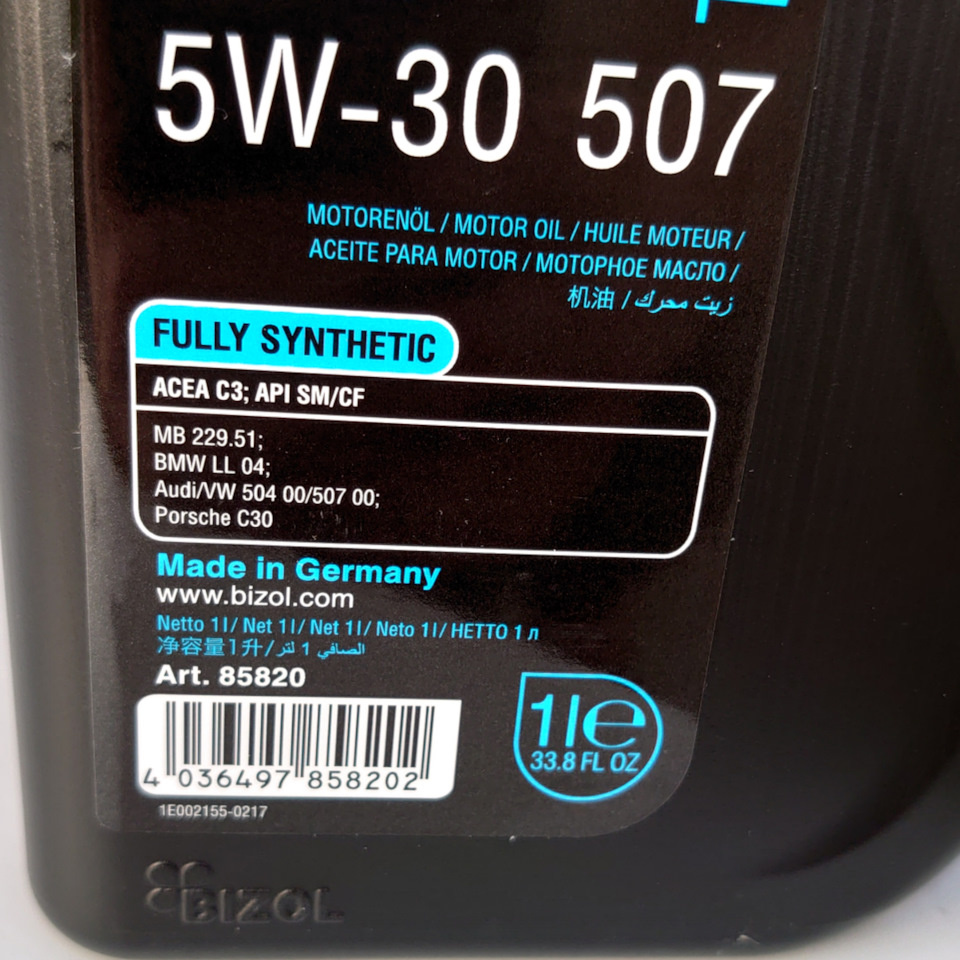 5W-30 507
MOTORENÖL / MOTOR OIL / HUILE MOTEUR /
ACEITE PARA MOTOR / МОТОРНОЕ МАСЛО /
机油 / زيت محرك
FULLY SYNTHETIC
ACEA C3; API SM/CF
MB 229.51;
BMW LL 04;
Audi/VW 504 00/507 00;
Porsche C30
Made in Germany
www.bizol.com
Netto 1l/ Net 1l/ Net 1l/ Neto 1l/ НЕТТО 1 л
净容量1升/ الصافي 1 لتر
Art. 85820
1l e
33.8 FL OZ
4 036497 858202
1E002155-0217
BIZOL